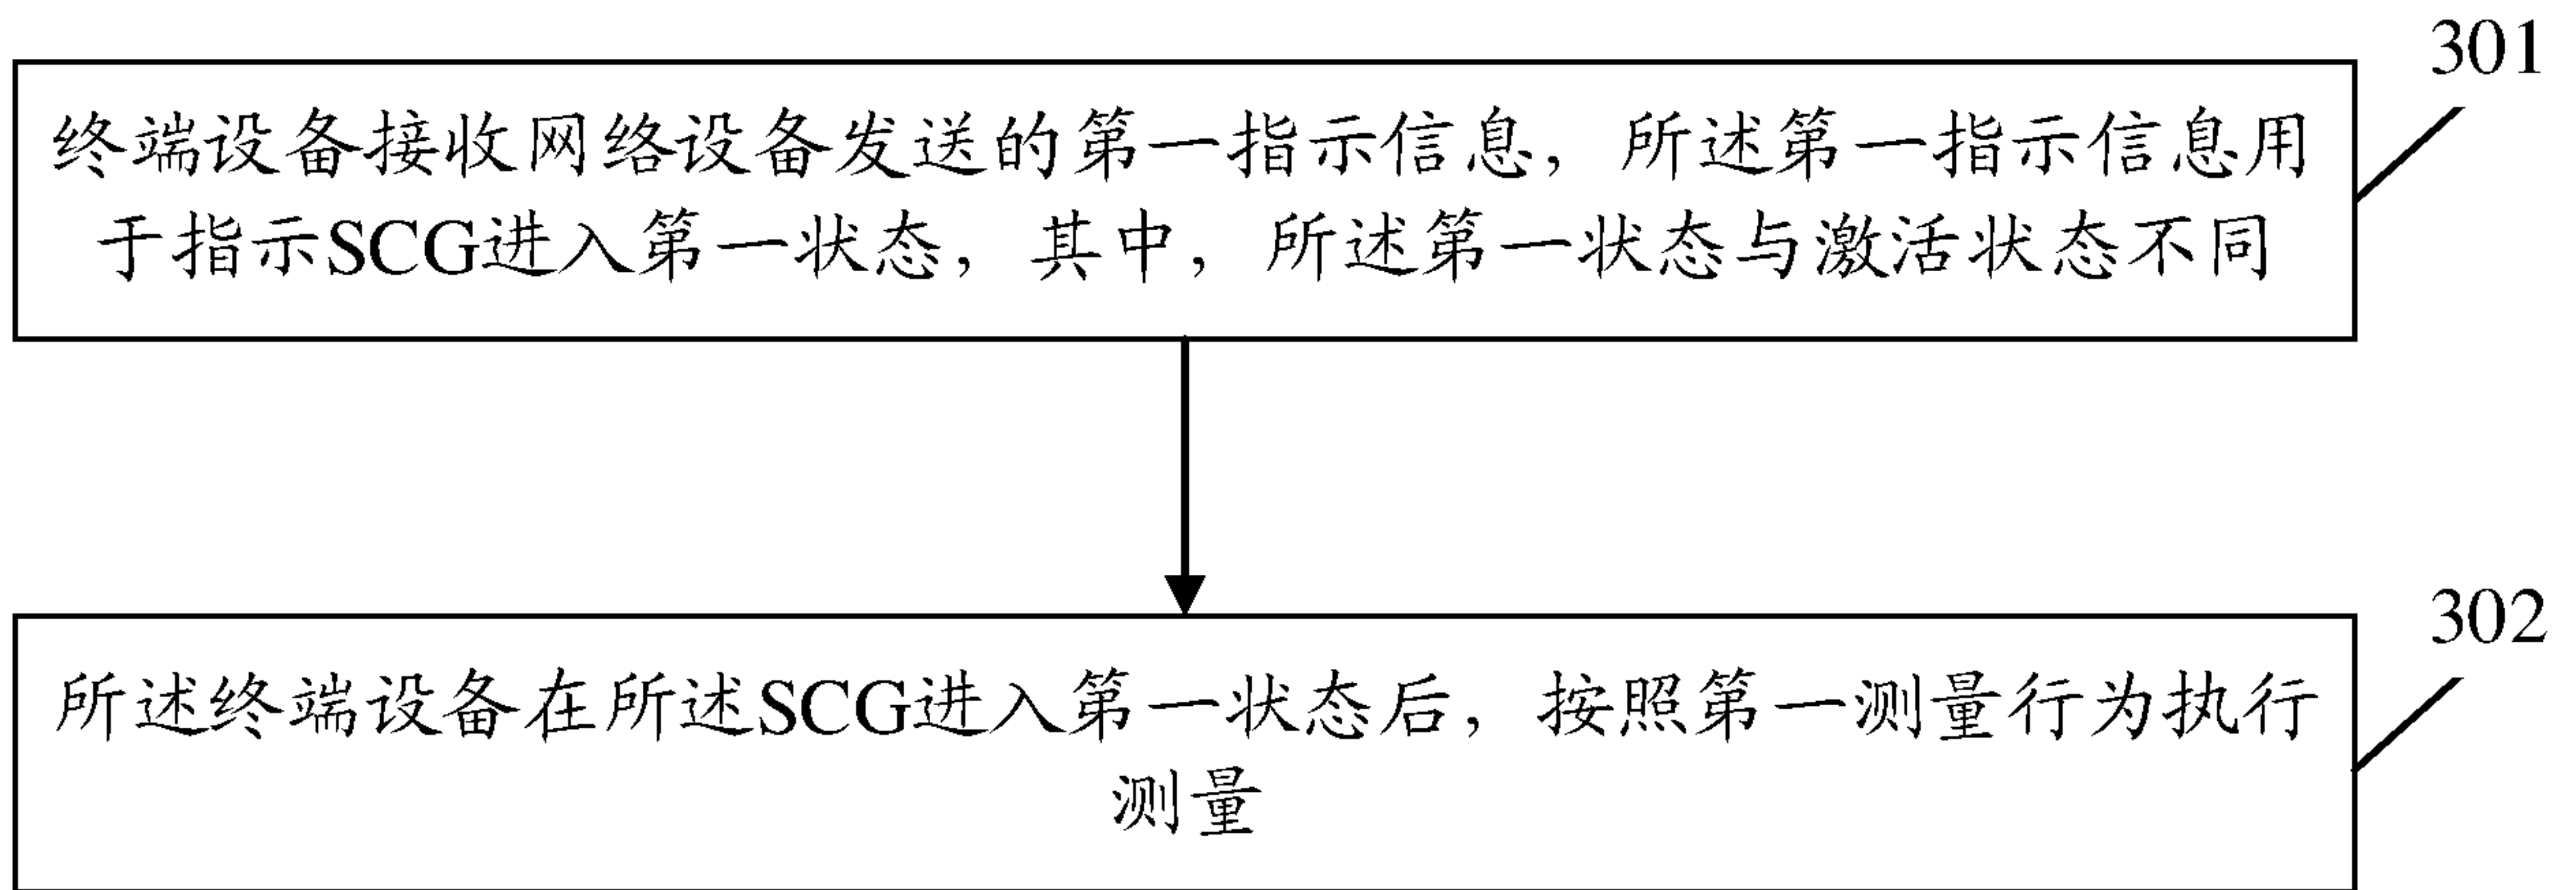 301
终端设备接收网络设备发送的第一指示信息，所述第一指示信息用
于指示SCG进入第一状态，其中，所述第一状态与激活状态不同
302
所述终端设备在所述SCG进入第一状态后，按照第一测量行为执行
测量